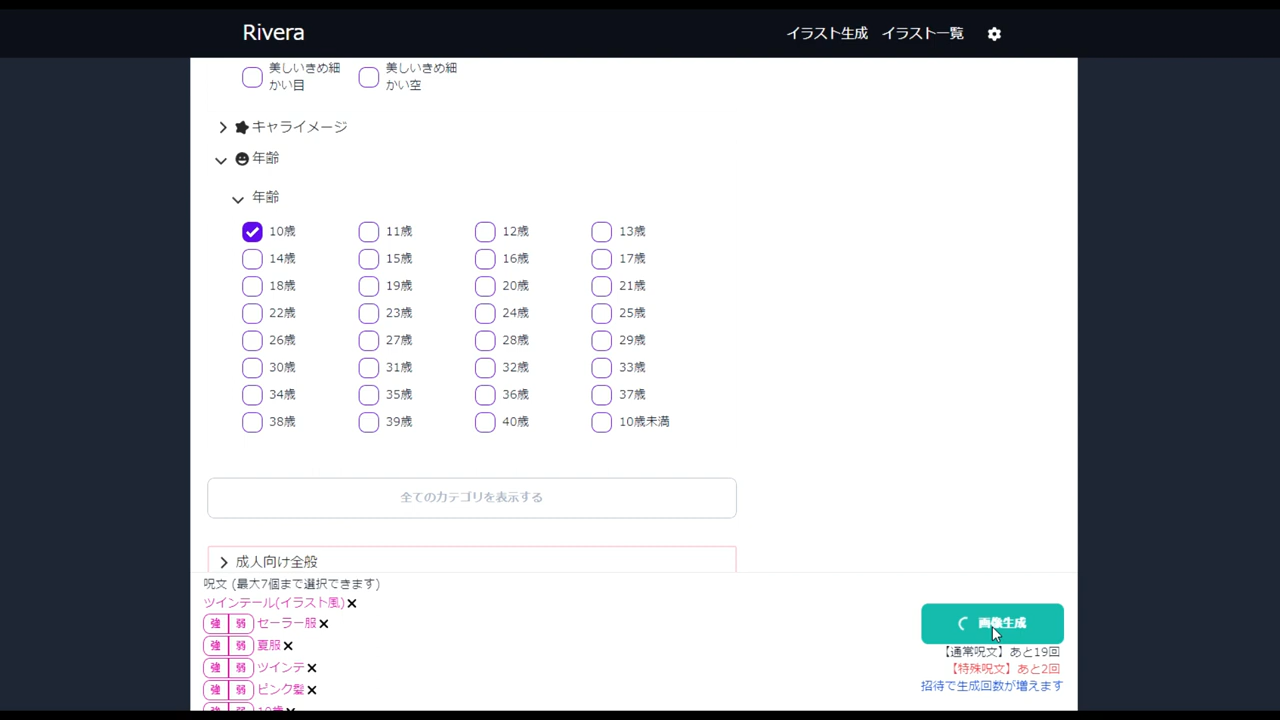 Rivera
イラスト生成 イラスト一覧
美しいきめ細かい目 美しいきめ細かい空
キャライメージ
年齢
年齢
10歳 11歳 12歳 13歳
14歳 15歳 16歳 17歳
18歳 19歳 20歳 21歳
22歳 23歳 24歳 25歳
26歳 27歳 28歳 29歳
30歳 31歳 32歳 33歳
34歳 35歳 36歳 37歳
38歳 39歳 40歳 10歳未満
全てのカテゴリを表示する
成人向け全般
呪文 (最大7個まで選択できます)
ツインテール(イラスト風)
強 弱 セーラー服
強 弱 夏服
強 弱 ツインテ
強 弱 ピンク髪
強 弱 10歳
画像生成
【通常呪文】あと19回
【特殊呪文】あと2回
招待で生成回数が増えます